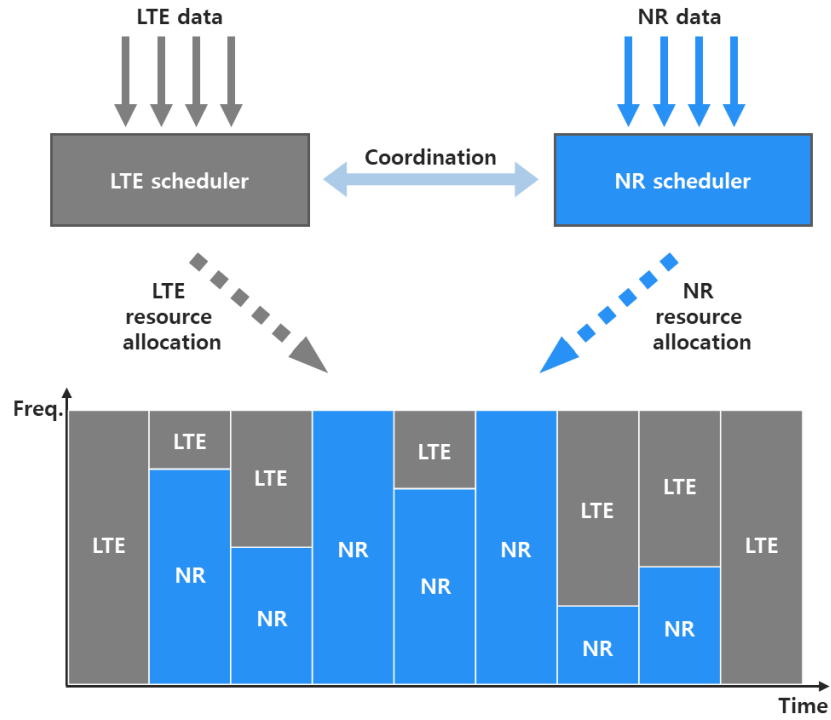 LTE data
NR data
LTE scheduler
Coordination
NR scheduler
LTE
resource
allocation
NR
resource
allocation
Freq.
LTE
LTE
NR
LTE
NR
NR
LTE
NR
NR
LTE
NR
LTE
NR
LTE
Time